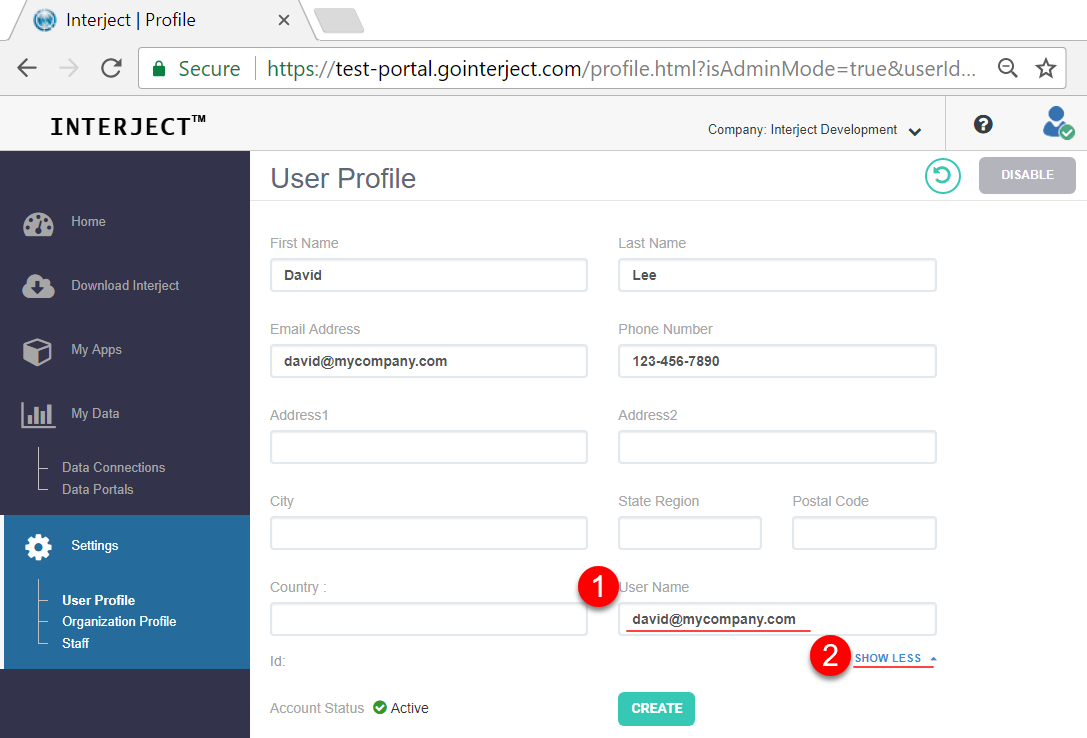 Interject | Profile
Secure
https://test-portal.gointerject.com/profile.html?isAdminMode=true&userId...
INTERJECT™
Company: Interject Development
?
User Profile
DISABLE
Home
Download Interject
My Apps
My Data
Data Connections
Data Portals
Settings
User Profile
Organization Profile
Staff
First Name
Last Name
David
Lee
Email Address
Phone Number
david@mycompany.com
123-456-7890
Address1
Address2
City
State Region
Postal Code
Country :
1
User Name
david@mycompany.com
Id:
2
SHOW LESS
Account Status
Active
CREATE